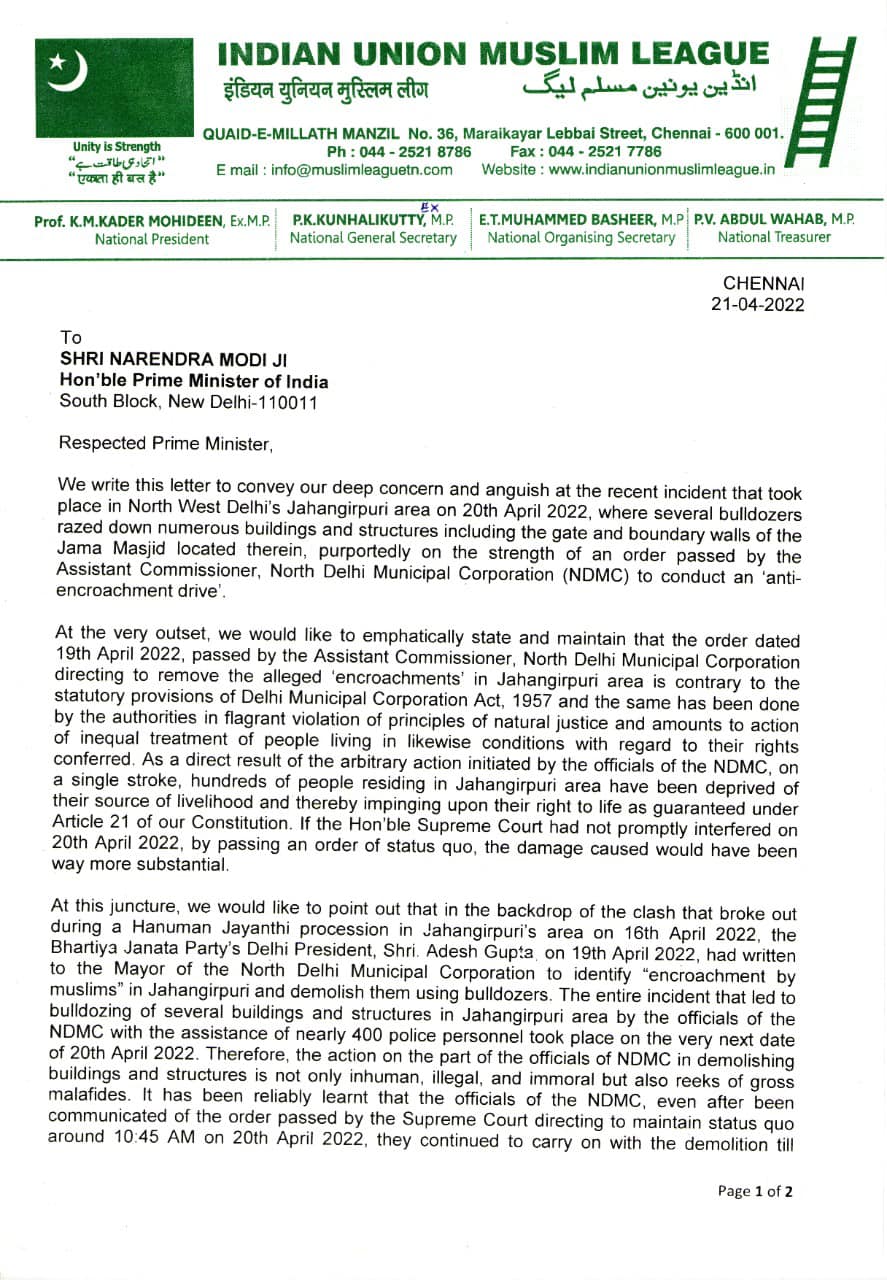 INDIAN UNION MUSLIM LEAGUE
इंडियन युनियन मुस्लिम लीग
انڈین یونین مسلم لیگ
Unity is Strength
"اتحاد ہی طاقت ہے"
"एकता ही बस है"
QUAID-E-MILLATH MANZIL No. 36, Maraikayar Lebbai Street, Chennai - 600 001.
Ph : 044 - 2521 8786 Fax : 044 - 2521 7786
E mail : info@muslimleaguetn.com Website : www.indianunionmuslimleague.in
Prof. K.M.KADER MOHIDEEN, Ex.M.P.
National President
EX
P.K.KUNHALIKUTTY, M.P.
National General Secretary
E.T.MUHAMMED BASHEER, M.P
National Organising Secretary
P.V. ABDUL WAHAB, M.P.
National Treasurer
CHENNAI
21-04-2022
To
SHRI NARENDRA MODI JI
Hon'ble Prime Minister of India
South Block, New Delhi-110011
Respected Prime Minister,
We write this letter to convey our deep concern and anguish at the recent incident that took
place in North West Delhi's Jahangirpuri area on 20th April 2022, where several bulldozers
razed down numerous buildings and structures including the gate and boundary walls of the
Jama Masjid located therein, purportedly on the strength of an order passed by the
Assistant Commissioner, North Delhi Municipal Corporation (NDMC) to conduct an 'anti-
encroachment drive'.
At the very outset, we would like to emphatically state and maintain that the order dated
19th April 2022, passed by the Assistant Commissioner, North Delhi Municipal Corporation
directing to remove the alleged 'encroachments' in Jahangirpuri area is contrary to the
statutory provisions of Delhi Municipal Corporation Act, 1957 and the same has been done
by the authorities in flagrant violation of principles of natural justice and amounts to action
of inequal treatment of people living in likewise conditions with regard to their rights
conferred. As a direct result of the arbitrary action initiated by the officials of the NDMC, on
a single stroke, hundreds of people residing in Jahangirpuri area have been deprived of
their source of livelihood and thereby impinging upon their right to life as guaranteed under
Article 21 of our Constitution. If the Hon'ble Supreme Court had not promptly interfered on
20th April 2022, by passing an order of status quo, the damage caused would have been
way more substantial.
At this juncture, we would like to point out that in the backdrop of the clash that broke out
during a Hanuman Jayanthi procession in Jahangirpuri's area on 16th April 2022, the
Bhartiya Janata Party's Delhi President, Shri. Adesh Gupta on 19th April 2022, had written
to the Mayor of the North Delhi Municipal Corporation to identify "encroachment by
muslims" in Jahangirpuri and demolish them using bulldozers. The entire incident that led to
bulldozing of several buildings and structures in Jahangirpuri area by the officials of the
NDMC with the assistance of nearly 400 police personnel took place on the very next date
of 20th April 2022. Therefore, the action on the part of the officials of NDMC in demolishing
buildings and structures is not only inhuman, illegal, and immoral but also reeks of gross
malafides. It has been reliably learnt that the officials of the NDMC, even after been
communicated of the order passed by the Supreme Court directing to maintain status quo
around 10:45 AM on 20th April 2022, they continued to carry on with the demolition till
Page 1 of 2